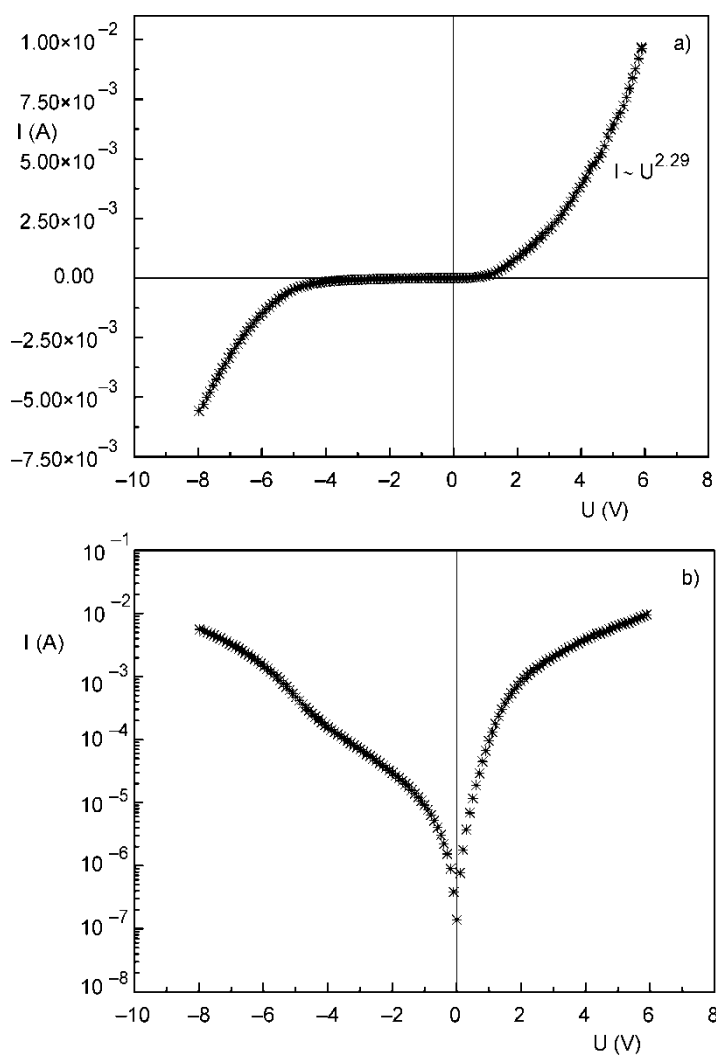 a)
1.00×10⁻²
7.50×10⁻³
I (A)
5.00×10⁻³
I ~ U²·²⁹
2.50×10⁻³
0.00
−2.50×10⁻³
−5.00×10⁻³
−7.50×10⁻³
−10 −8 −6 −4 −2 0 2 4 6 8
U (V)
b)
10⁻¹
10⁻²
I (A)
10⁻³
10⁻⁴
10⁻⁵
10⁻⁶
10⁻⁷
10⁻⁸
−10 −8 −6 −4 −2 0 2 4 6 8
U (V)